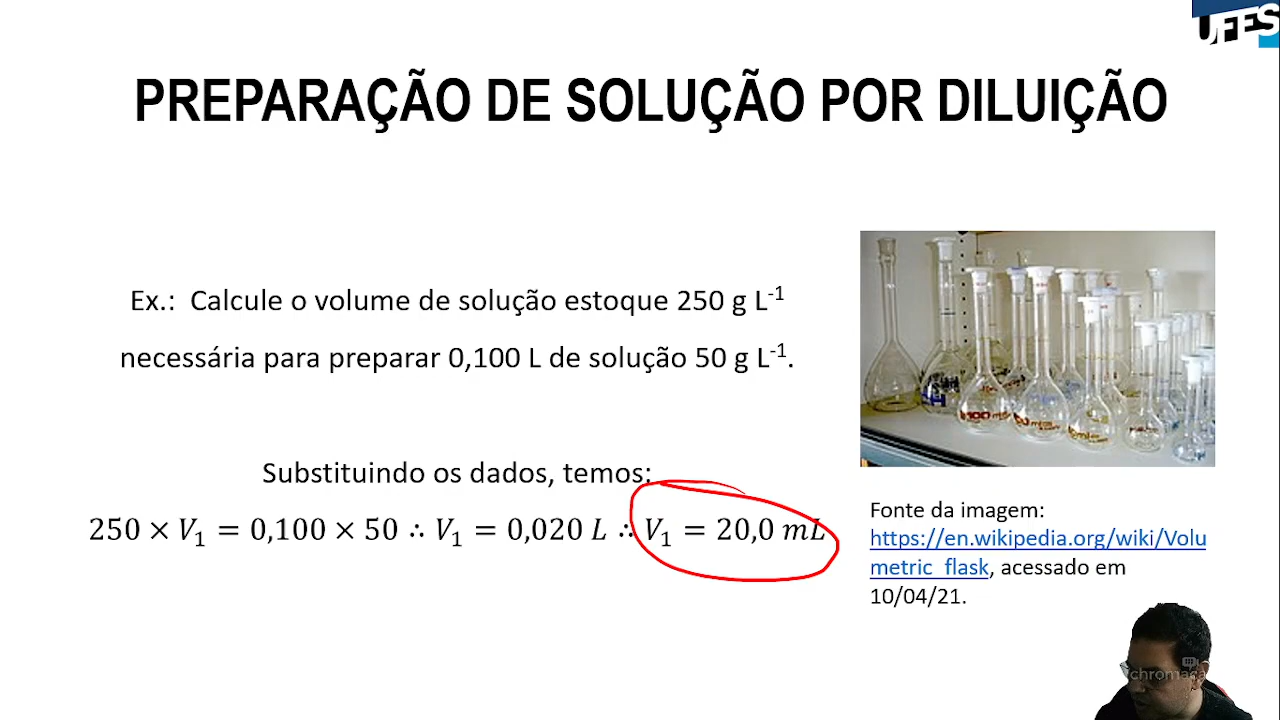 UFES
PREPARAÇÃO DE SOLUÇÃO POR DILUIÇÃO
Ex.: Calcule o volume de solução estoque 250 g L⁻¹
necessária para preparar 0,100 L de solução 50 g L⁻¹.
Substituindo os dados, temos:
250 × V₁ = 0,100 × 50 ∴ V₁ = 0,020 L ∴ V₁ = 20,0 mL
Fonte da imagem:
https://en.wikipedia.org/wiki/Volu
metric_flask, acessado em
10/04/21.